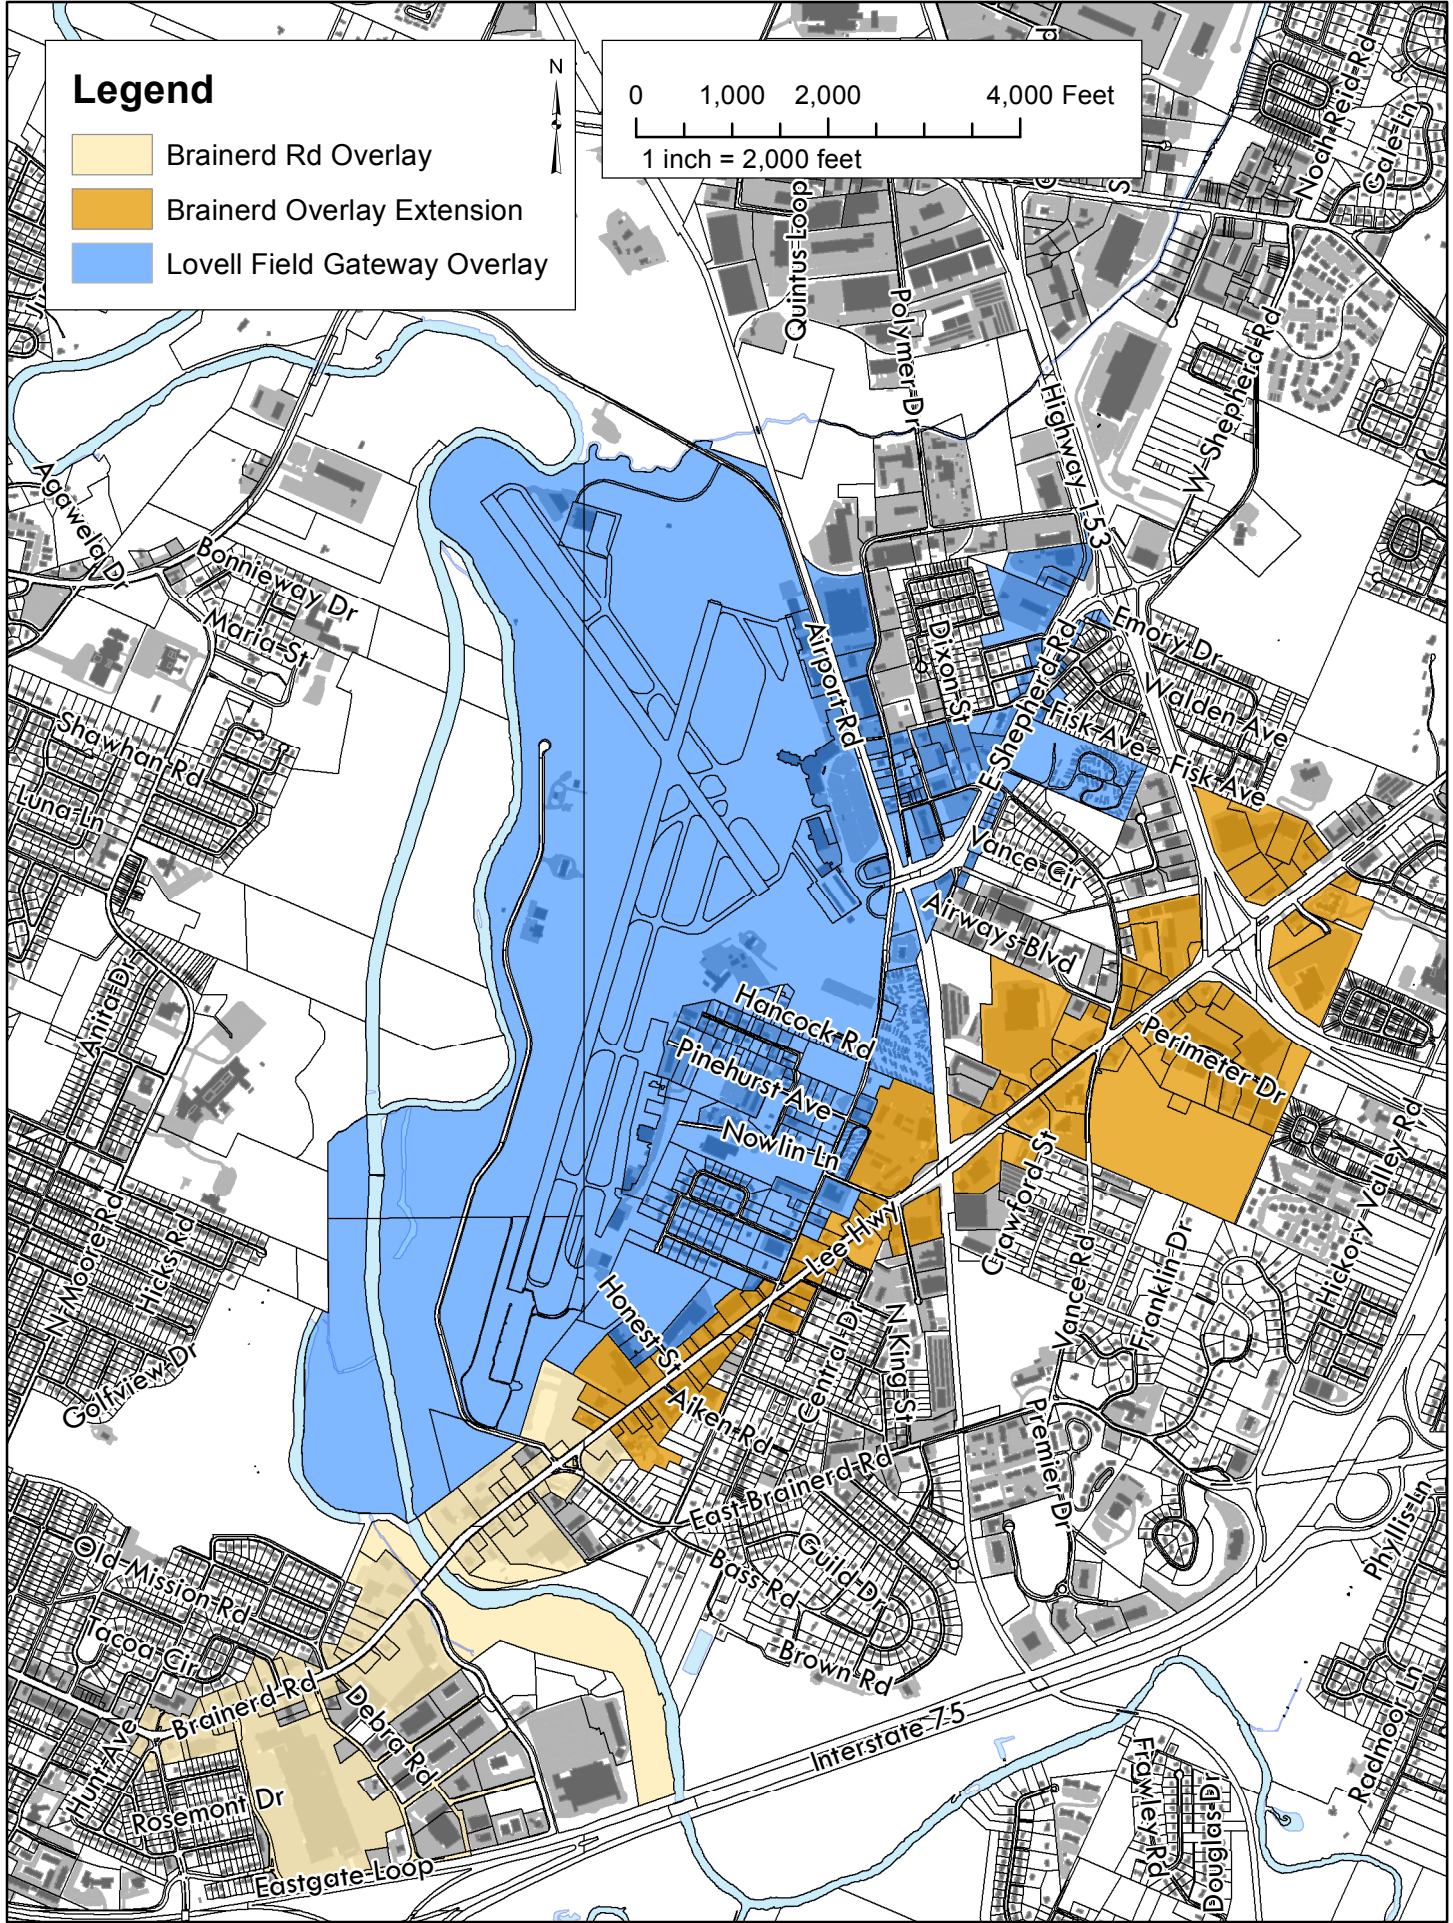 Legend
Brainerd Rd Overlay
Brainerd Overlay Extension
Lovell Field Gateway Overlay
N
0 1,000 2,000 4,000 Feet
1 inch = 2,000 feet
Noah Reid Rd
Galen Ln
Quintus Loop
Polymer Dr
Highway 153
W Shepherd Rd
Agawela Dr
Bonnieway Dr
Maria St
Airport Rd
Dixon St
E Shepherd Rd
Emory Dr
Walden Ave
Fisk Ave
Fisk Ave
Shawhan Rd
Luna Ln
Vance Cir
Airways Blvd
Anita Dr
Hancock Rd
Pinehurst Ave
Nowlin Ln
Perimeter Dr
Crawford St
Hickory Valley Rd
N Moore Rd
Hicks Rd
Lee Hwy
Honest St
Vance Rd
Franklin Dr
Golfview Dr
Central Dr
N King St
Aiken Rd
East Brainerd Rd
Premier Dr
Phyllis Ln
Old Mission Rd
Bass Rd
Guild Dr
Tacoa Cir
Brown Rd
Brainerd Rd
Debra Rd
Hunt Ave
Rosemont Dr
Interstate 75
Radmoor Ln
Frawley Rd
Douglas Dr
Eastgate Loop